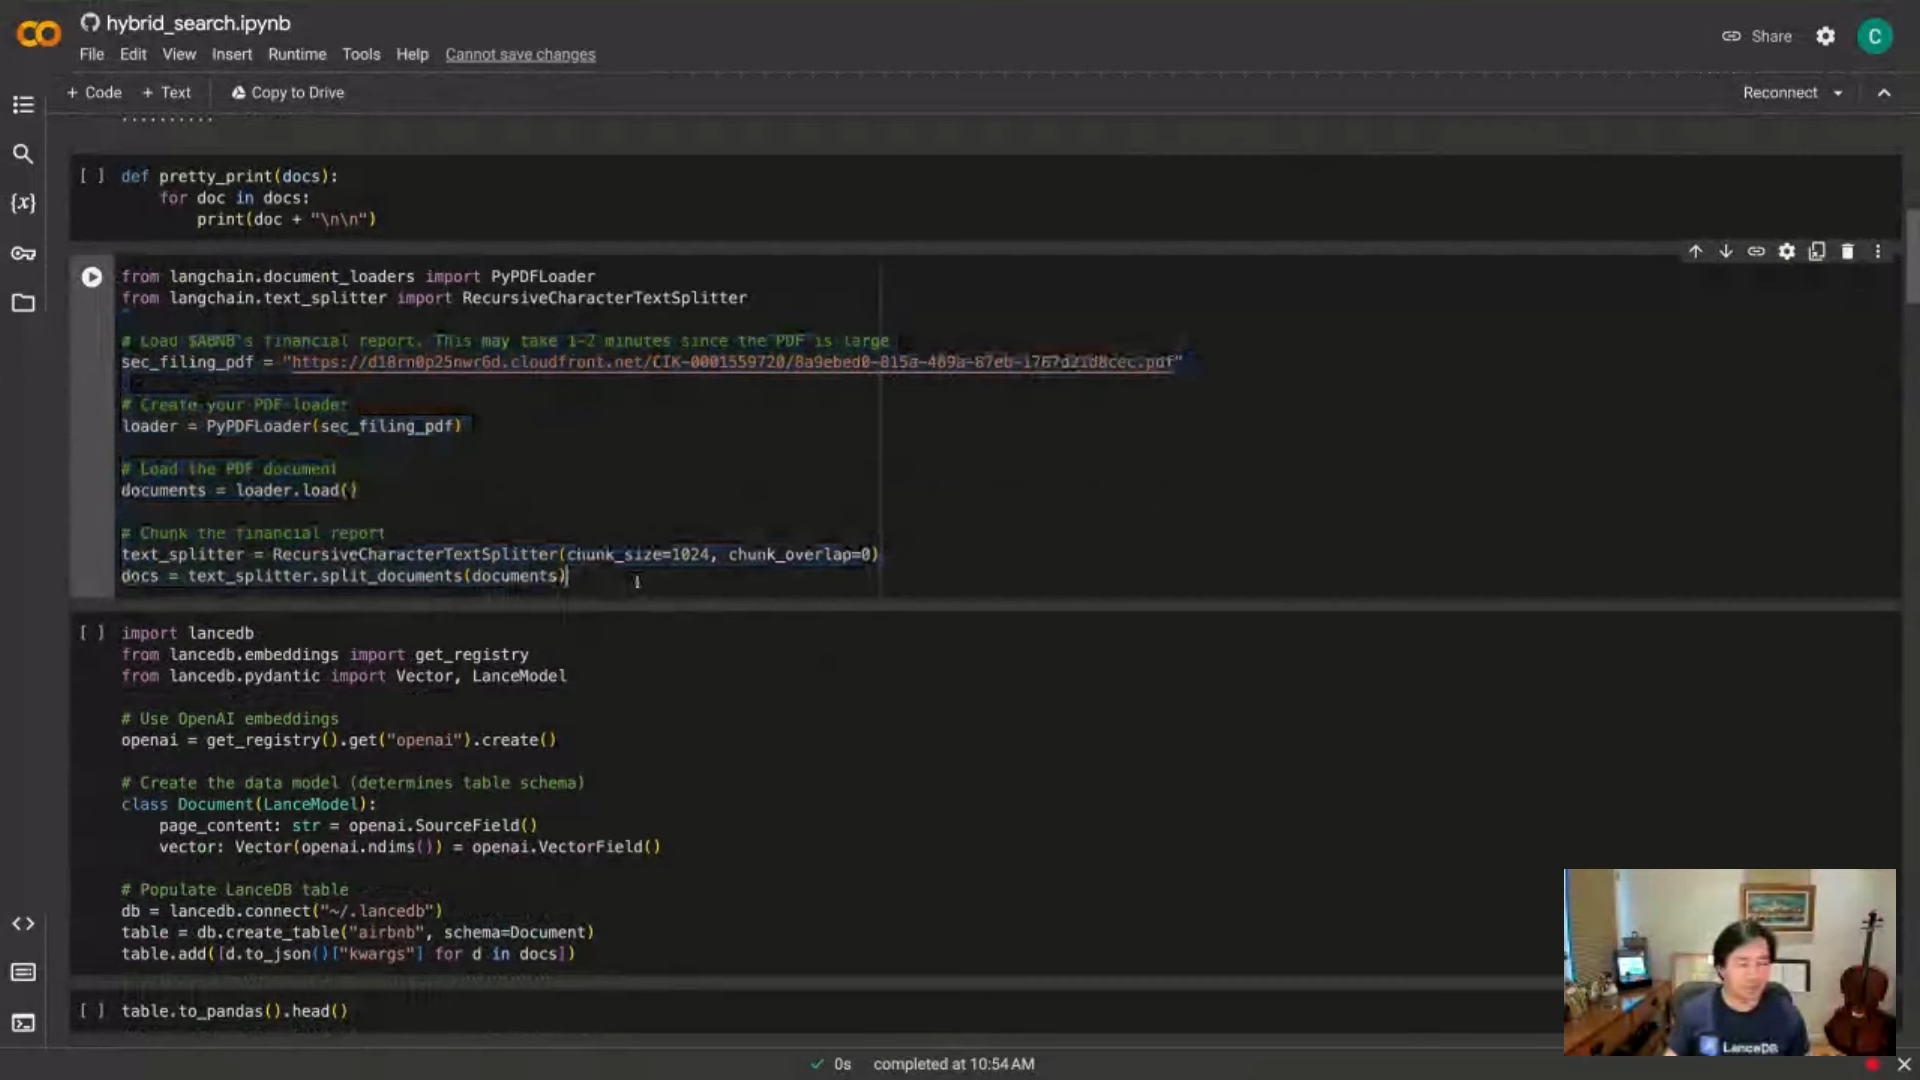 hybrid_search.ipynb
Share
C
File Edit View Insert Runtime Tools Help Cannot save changes
+ Code + Text Copy to Drive
Reconnect
[ ] def pretty_print(docs):
for doc in docs:
print(doc + "\n\n")
from langchain.document_loaders import PyPDFLoader
from langchain.text_splitter import RecursiveCharacterTextSplitter
# Load $ABNB's financial report. This may take 1-2 minutes since the PDF is large
sec_filing_pdf = "https://d18rn0p25nwr6d.cloudfront.net/CIK-0001559720/8a9ebed0-815a-469a-87eb-1767d21d8cec.pdf"
# Create your PDF loader
loader = PyPDFLoader(sec_filing_pdf)
# Load the PDF document
documents = loader.load()
# Chunk the financial report
text_splitter = RecursiveCharacterTextSplitter(chunk_size=1024, chunk_overlap=0)
docs = text_splitter.split_documents(documents)
[ ] import lancedb
from lancedb.embeddings import get_registry
from lancedb.pydantic import Vector, LanceModel
# Use OpenAI embeddings
openai = get_registry().get("openai").create()
# Create the data model (determines table schema)
class Document(LanceModel):
page_content: str = openai.SourceField()
vector: Vector(openai.ndims()) = openai.VectorField()
# Populate LanceDB table
db = lancedb.connect("~/.lancedb")
table = db.create_table("airbnb", schema=Document)
table.add([d.to_json()["kwargs"] for d in docs])
[ ] table.to_pandas().head()
LanceDB
0s completed at 10:54 AM